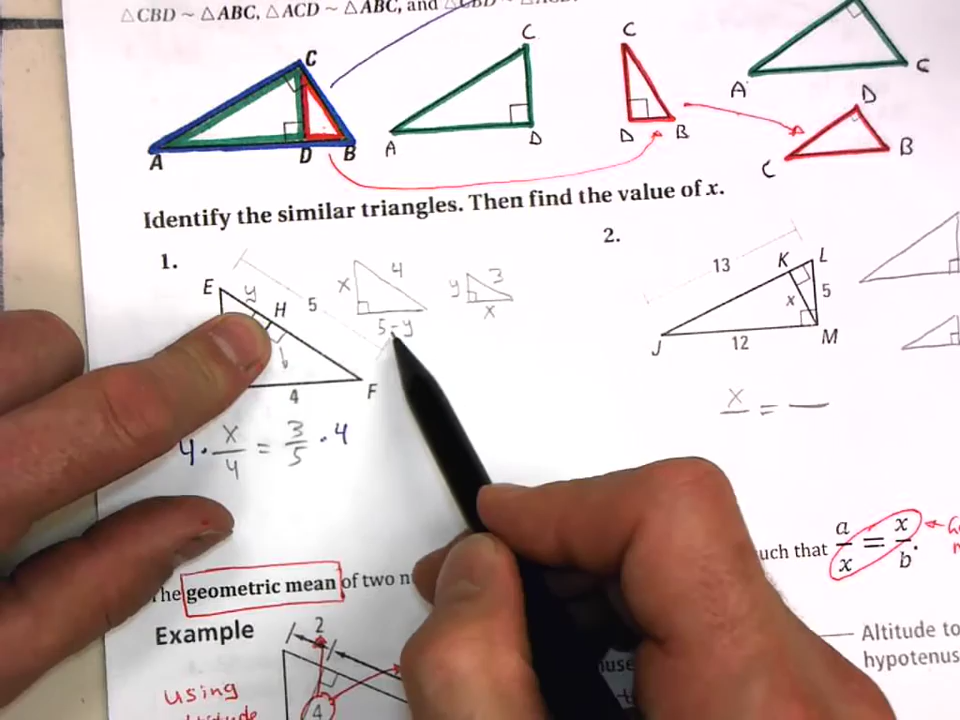 △CBD ~ △ABC, △ACD ~ △ABC, and △CBD ~
C
A
D
B
C
A
D
C
D
B
A
C
D
C
B
Identify the similar triangles. Then find the value of x.
1.
E
y
H
5
F
4
x
4
5-y
y
3
x
4 · x/4 = 3/5 · 4
2.
13
K
L
5
x
J
12
M
x/ = —
uch that a/x = x/b.
The geometric mean of two n
Example
2
4
using
Altitude to
hypotenus